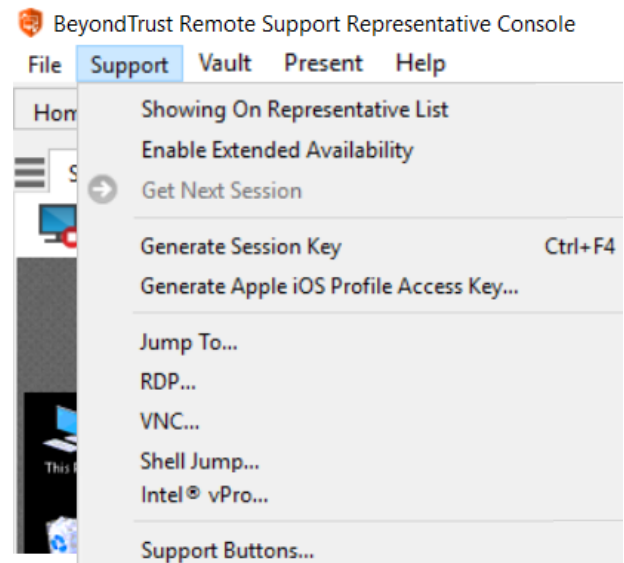 BeyondTrust Remote Support Representative Console
File Support Vault Present Help
Hom
S
Showing On Representative List
Enable Extended Availability
Get Next Session
Generate Session Key Ctrl+F4
Generate Apple iOS Profile Access Key...
Jump To...
RDP...
VNC...
Shell Jump...
This P
Intel® vPro...
Support Buttons...